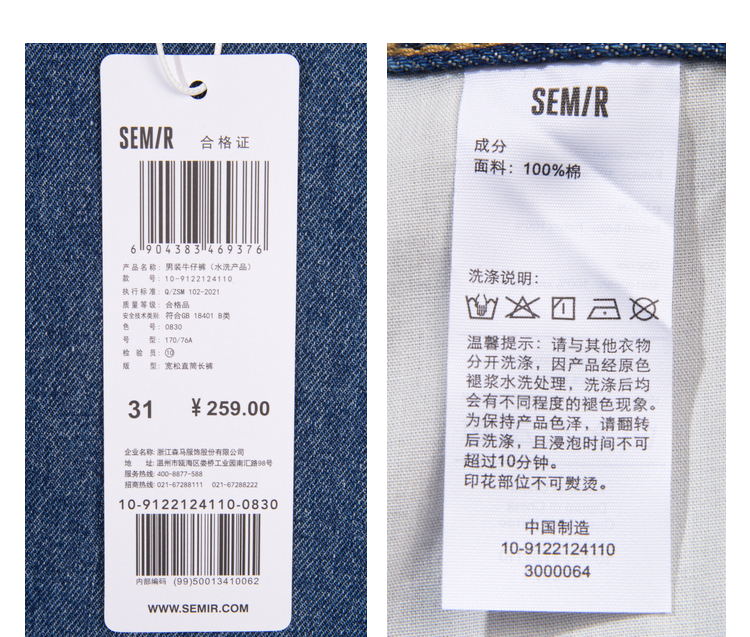 SEMIR 合格证
6 904383 469376
产品名称: 男装牛仔裤（水洗产品）
款 号: 10-9122124110
执行标准: Q/ZSM 102-2021
质量等级: 合格品
安全技术类别: 符合GB 18401 B类
色 号: 0830
号 型: 170/76A
检 验 员: ⑩
版 型: 宽松直筒长裤
31 ¥259.00
企业名称: 浙江森马服饰股份有限公司
地 址: 温州市瓯海区娄桥工业园南汇路98号
服务热线: 400-8877-588
招商热线: 021-67288111 021-67288222
10-9122124110-0830
内部编码 (99)50013410062
WWW.SEMIR.COM
SEMIR
成分
面料: 100%棉
洗涤说明:
温馨提示: 请与其他衣物
分开洗涤，因产品经原色
褪浆水洗处理，洗涤后均
会有不同程度的褪色现象。
为保持产品色泽，请翻转
后洗涤，且浸泡时间不可
超过10分钟。
印花部位不可熨烫。
中国制造
10-9122124110
3000064